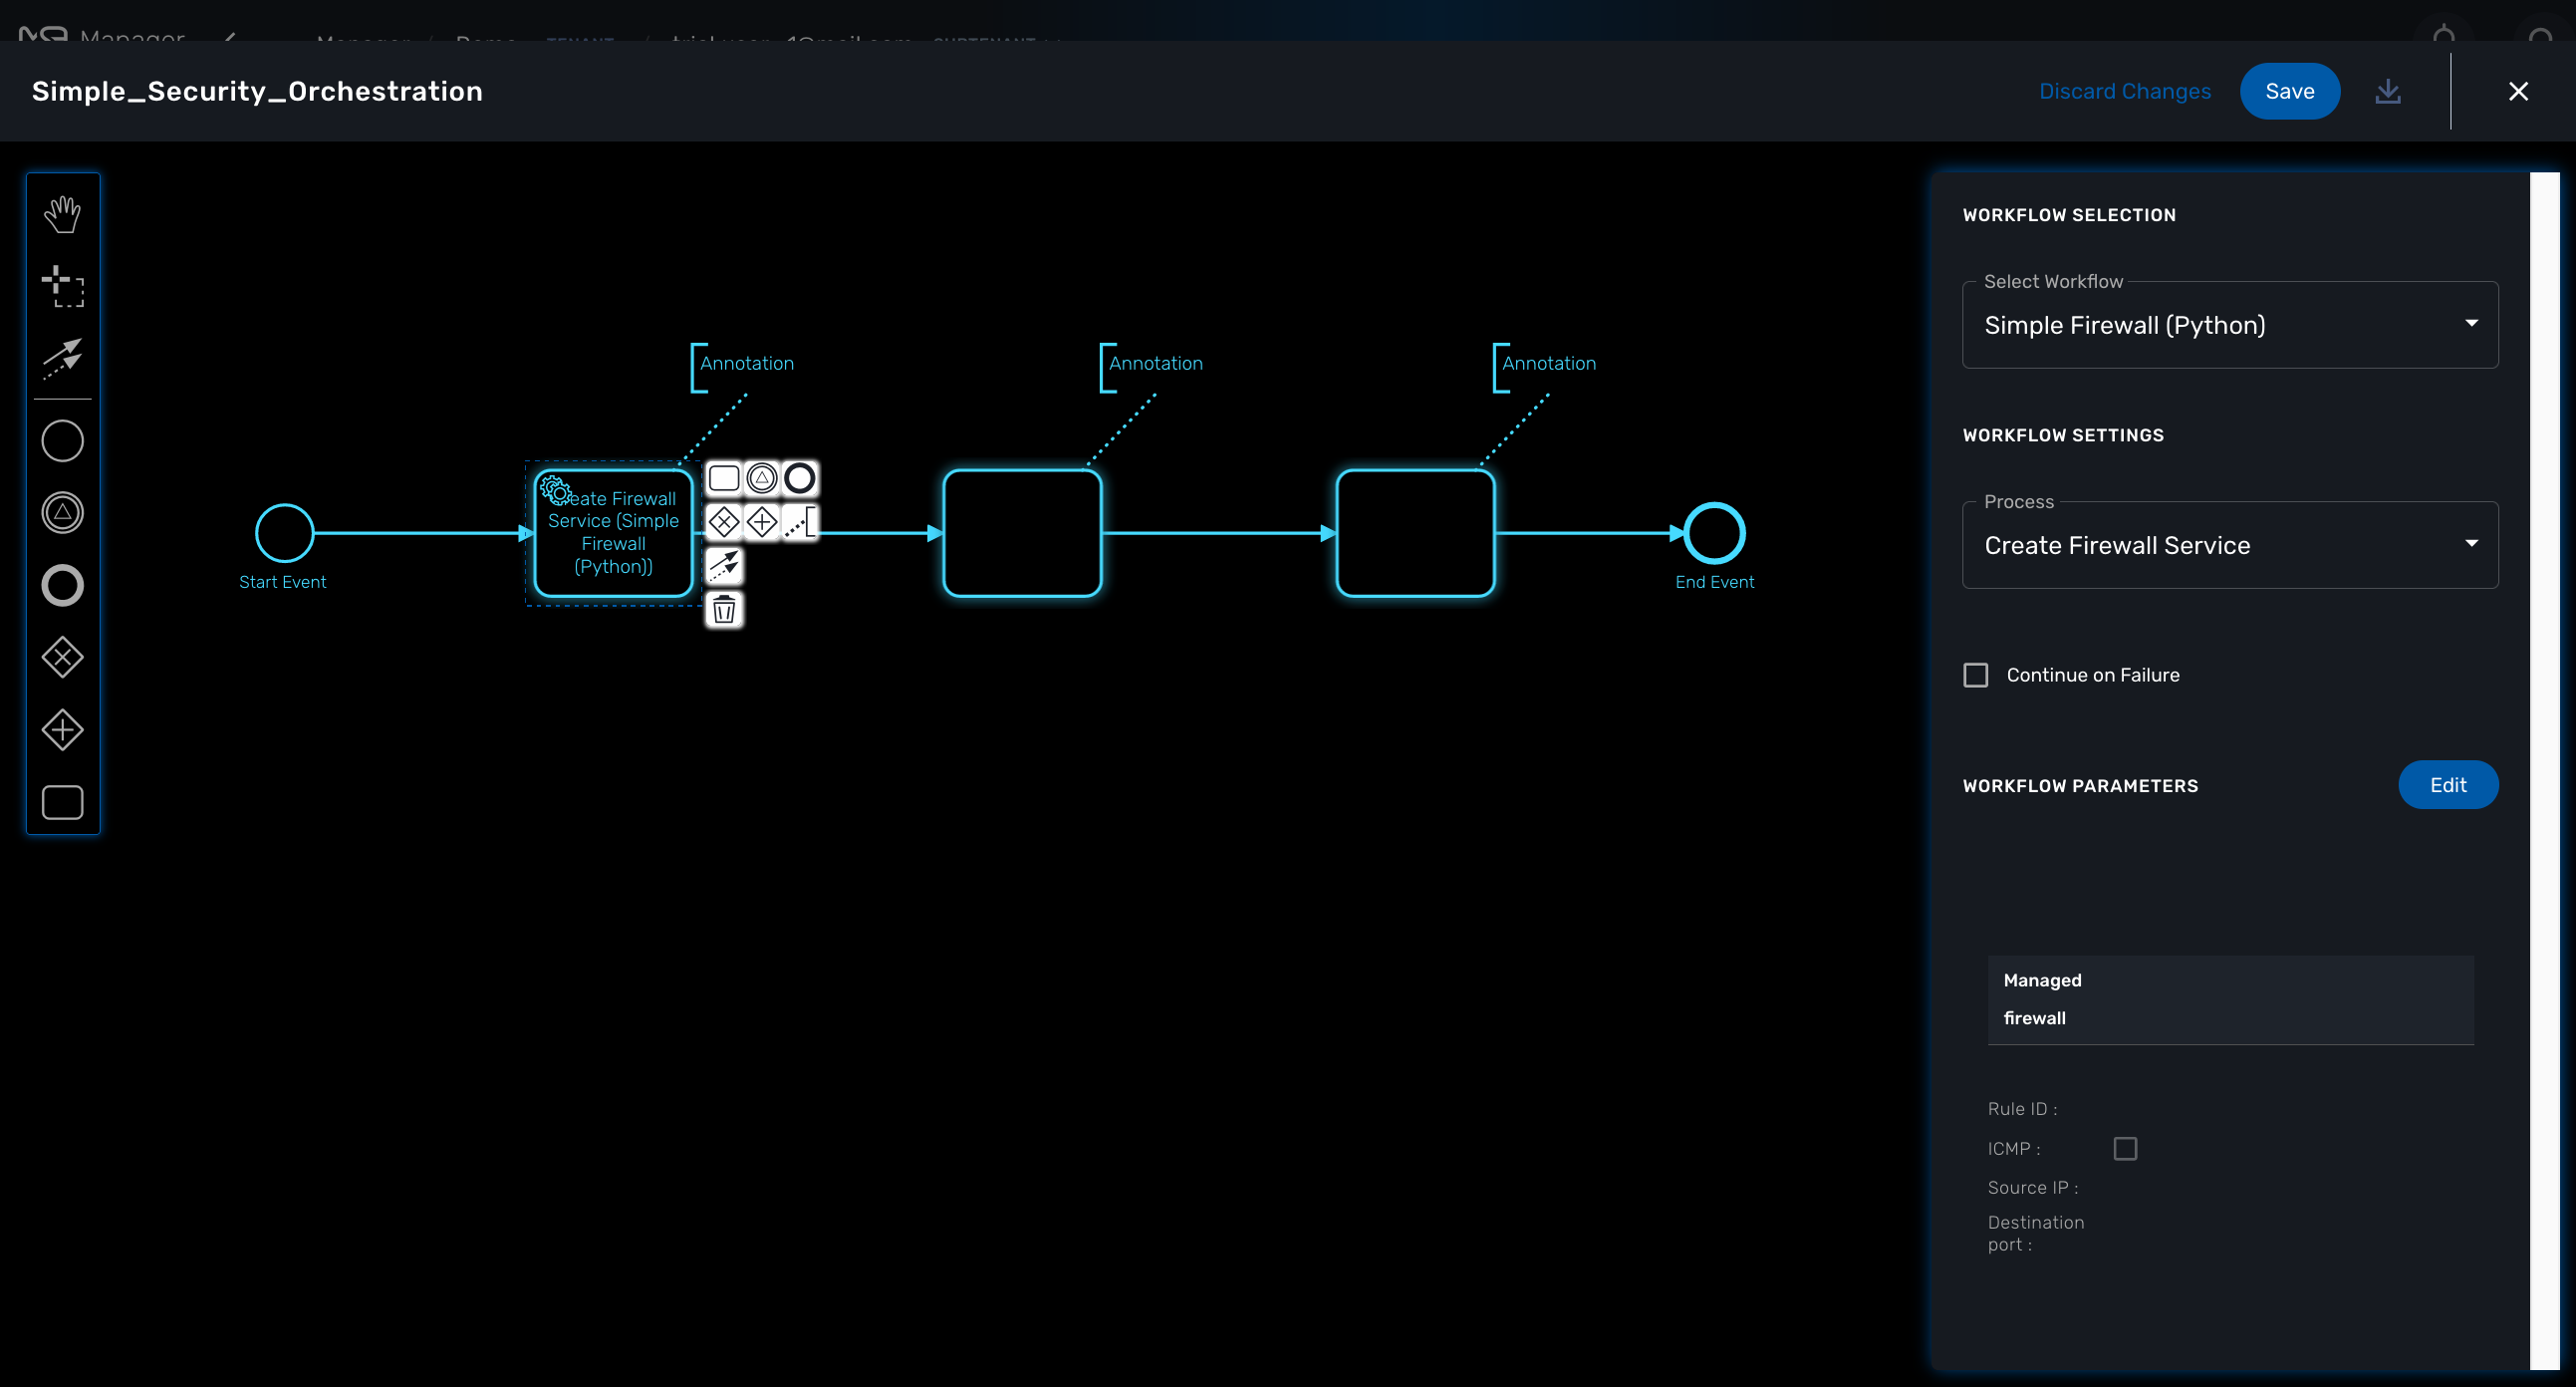 Manager
Simple_Security_Orchestration
Discard Changes
Save
Annotation
Annotation
Annotation
eate Firewall
Service (Simple
Firewall
(Python))
Start Event
End Event
WORKFLOW SELECTION
Select Workflow
Simple Firewall (Python)
WORKFLOW SETTINGS
Process
Create Firewall Service
Continue on Failure
WORKFLOW PARAMETERS
Edit
Managed
firewall
Rule ID :
ICMP :
Source IP :
Destination
port :